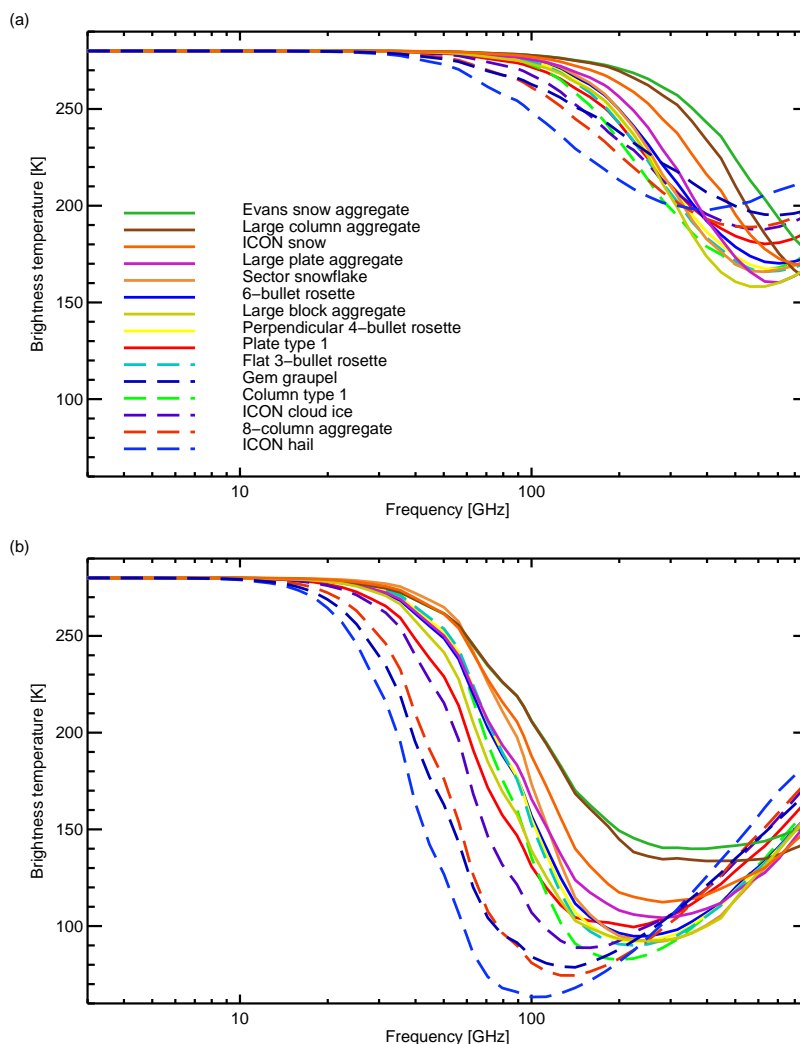 (a)
250
200
150
100
Brightness temperature [K]
Evans snow aggregate
Large column aggregate
ICON snow
Large plate aggregate
Sector snowflake
6−bullet rosette
Large block aggregate
Perpendicular 4−bullet rosette
Plate type 1
Flat 3−bullet rosette
Gem graupel
Column type 1
ICON cloud ice
8−column aggregate
ICON hail
10
100
Frequency [GHz]
(b)
250
200
150
100
Brightness temperature [K]
10
100
Frequency [GHz]